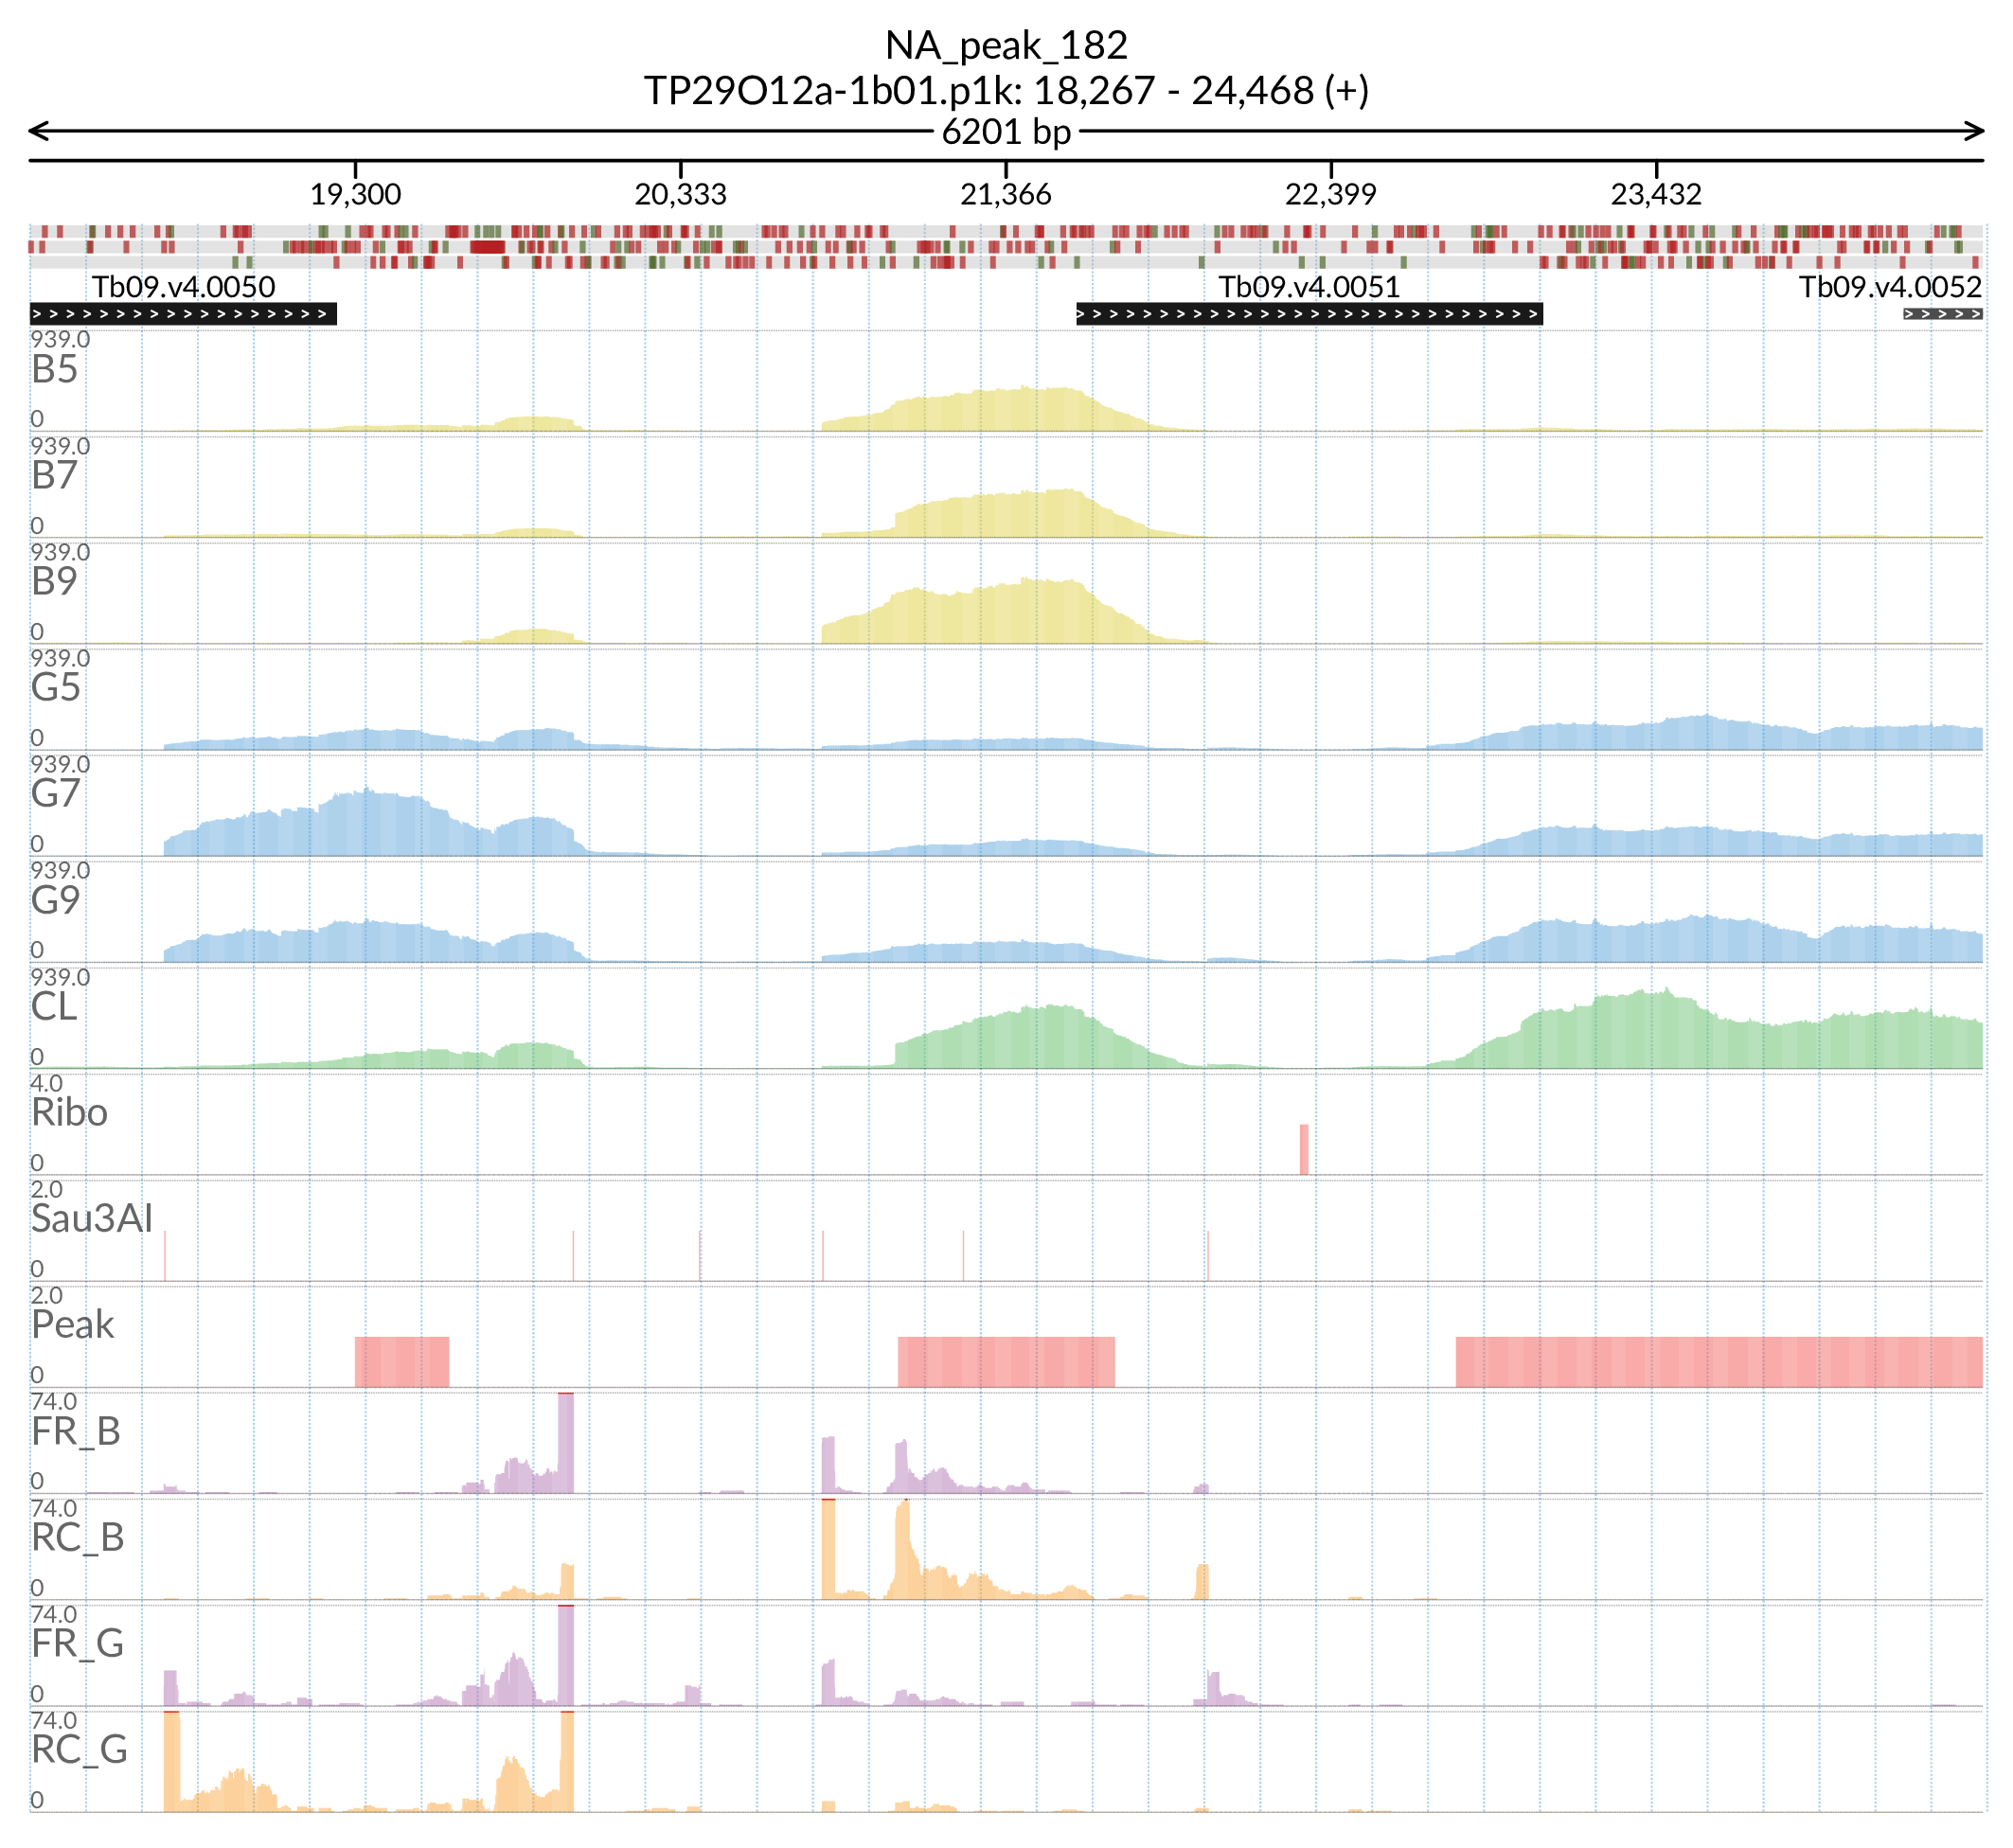 NA_peak_182
TP29O12a-1b01.p1k: 18,267 - 24,468 (+)
6201 bp
19,300 20,333 21,366 22,399 23,432
Tb09.v4.0050 Tb09.v4.0051 Tb09.v4.0052
939.0
B5
0
939.0
B7
0
939.0
B9
0
939.0
G5
0
939.0
G7
0
939.0
G9
0
939.0
CL
0
4.0
Ribo
0
2.0
Sau3AI
0
2.0
Peak
0
74.0
FR_B
0
74.0
RC_B
0
74.0
FR_G
0
74.0
RC_G
0